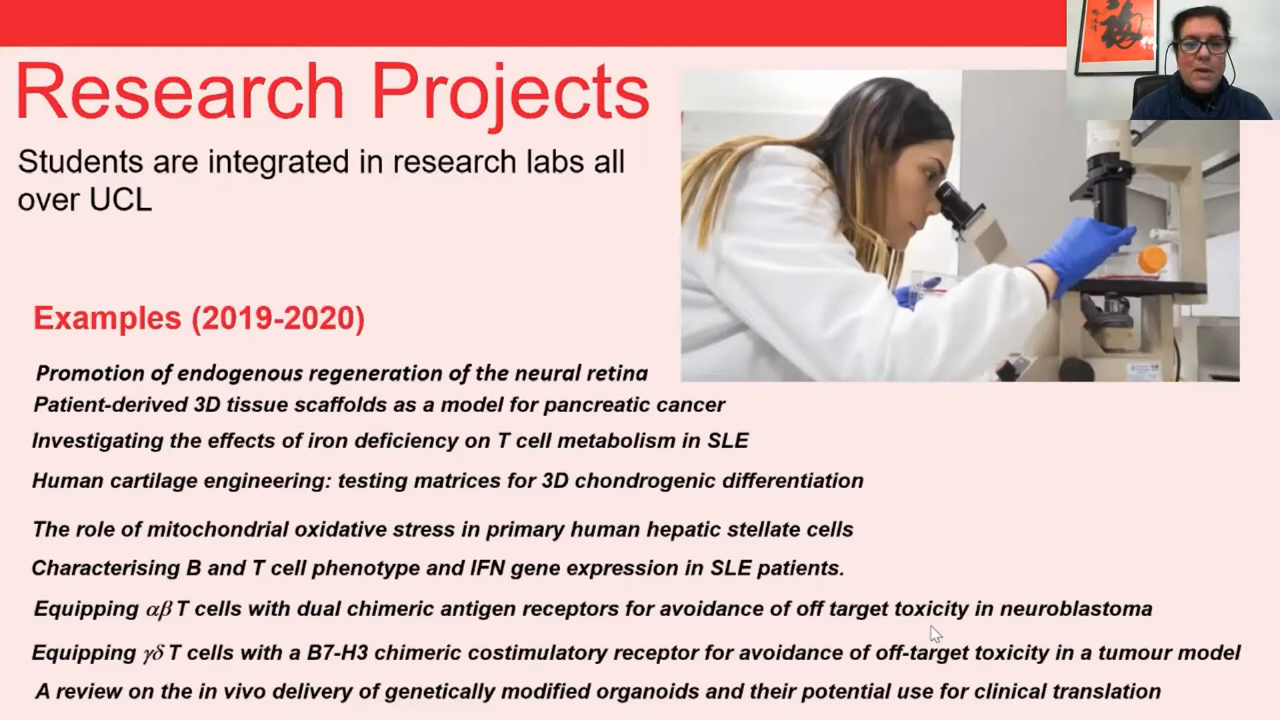 福
Research Projects
Students are integrated in research labs all
over UCL
Examples (2019-2020)
Promotion of endogenous regeneration of the neural retina
Patient-derived 3D tissue scaffolds as a model for pancreatic cancer
Investigating the effects of iron deficiency on T cell metabolism in SLE
Human cartilage engineering: testing matrices for 3D chondrogenic differentiation
The role of mitochondrial oxidative stress in primary human hepatic stellate cells
Characterising B and T cell phenotype and IFN gene expression in SLE patients.
Equipping αβ T cells with dual chimeric antigen receptors for avoidance of off target toxicity in neuroblastoma
Equipping γδ T cells with a B7-H3 chimeric costimulatory receptor for avoidance of off-target toxicity in a tumour model
A review on the in vivo delivery of genetically modified organoids and their potential use for clinical translation